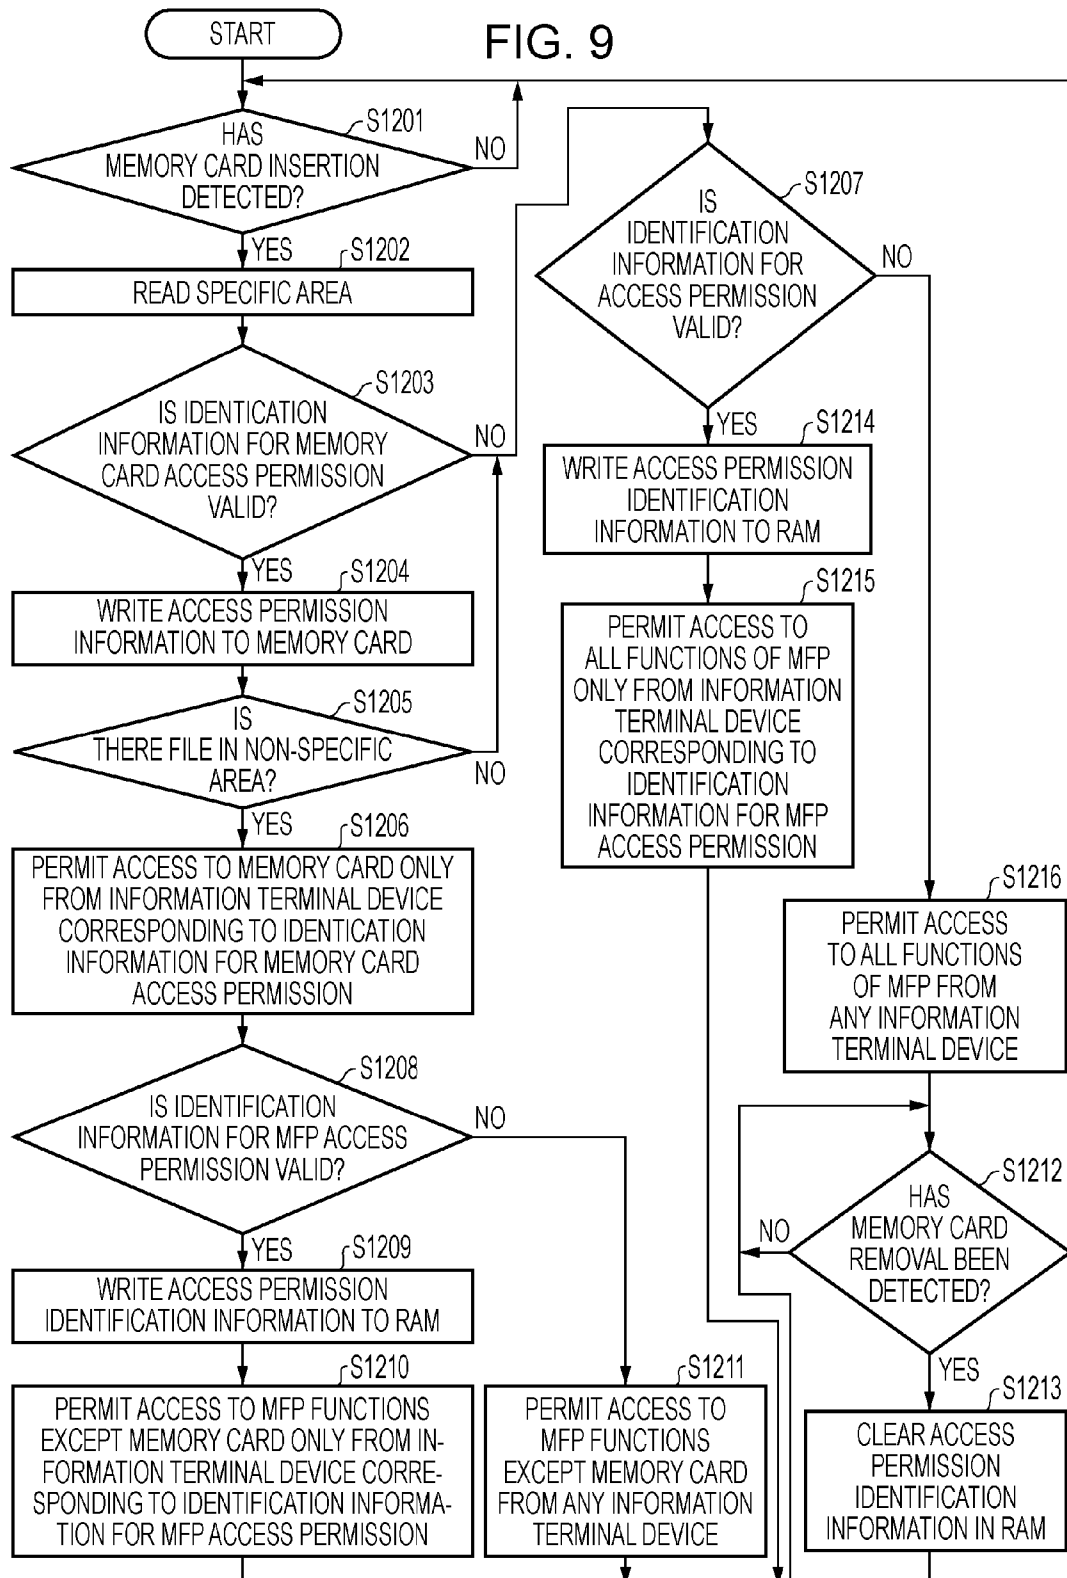 FIG. 9
START
S1201
HAS
MEMORY CARD INSERTION
DETECTED?
NO
YES
S1202
READ SPECIFIC AREA
S1203
IS IDENTICATION
INFORMATION FOR MEMORY
CARD ACCESS PERMISSION
VALID?
NO
YES
S1204
WRITE ACCESS PERMISSION
INFORMATION TO MEMORY CARD
S1205
IS
THERE FILE IN NON-SPECIFIC
AREA?
NO
YES
S1206
PERMIT ACCESS TO MEMORY CARD ONLY
FROM INFORMATION TERMINAL DEVICE
CORRESPONDING TO IDENTICATION
INFORMATION FOR MEMORY CARD
ACCESS PERMISSION
S1208
IS IDENTIFICATION
INFORMATION FOR MFP ACCESS
PERMISSION VALID?
NO
YES
S1209
WRITE ACCESS PERMISSION
IDENTIFICATION INFORMATION TO RAM
S1210
PERMIT ACCESS TO MFP FUNCTIONS
EXCEPT MEMORY CARD ONLY FROM IN-
FORMATION TERMINAL DEVICE CORRE-
SPONDING TO IDENTIFICATION INFORMA-
TION FOR MFP ACCESS PERMISSION
S1211
PERMIT ACCESS TO
MFP FUNCTIONS
EXCEPT MEMORY CARD
FROM ANY INFORMATION
TERMINAL DEVICE
S1207
IS
IDENTIFICATION
INFORMATION FOR
ACCESS PERMISSION
VALID?
NO
YES
S1214
WRITE ACCESS PERMISSION
IDENTIFICATION
INFORMATION TO RAM
S1215
PERMIT ACCESS TO
ALL FUNCTIONS OF MFP
ONLY FROM INFORMATION
TERMINAL DEVICE
CORRESPONDING TO
IDENTIFICATION
INFORMATION FOR MFP
ACCESS PERMISSION
S1216
PERMIT ACCESS
TO ALL FUNCTIONS
OF MFP FROM
ANY INFORMATION
TERMINAL DEVICE
S1212
HAS
MEMORY CARD
REMOVAL BEEN
DETECTED?
NO
YES
S1213
CLEAR ACCESS
PERMISSION
IDENTIFICATION
INFORMATION IN RAM